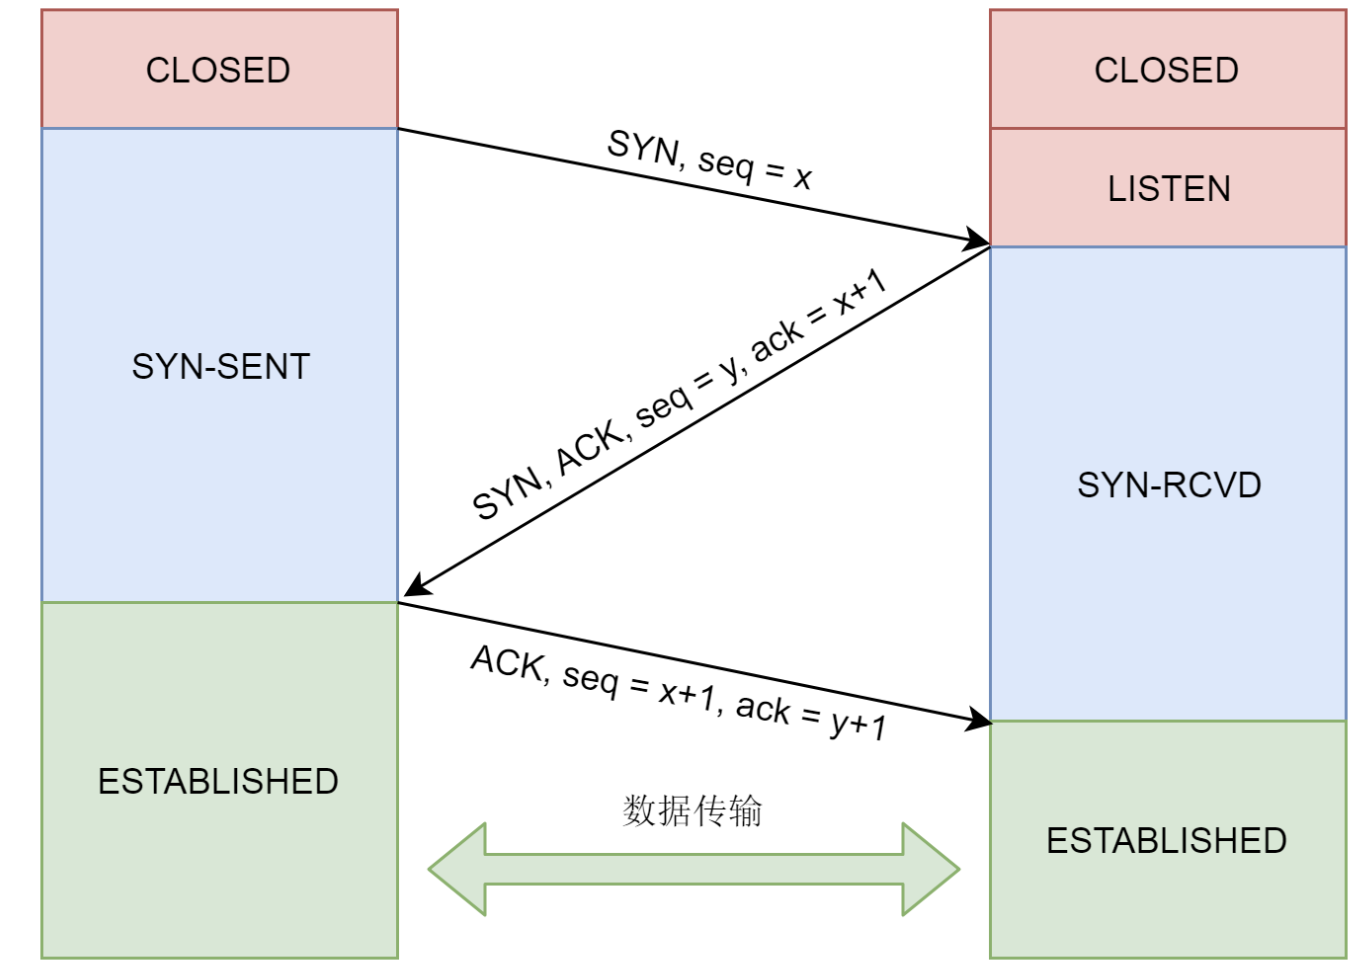 CLOSED
CLOSED
SYN, seq = x
LISTEN
SYN, ACK, seq = y, ack = x+1
SYN-SENT
SYN-RCVD
ACK, seq = x+1, ack = y+1
ESTABLISHED
数据传输
ESTABLISHED